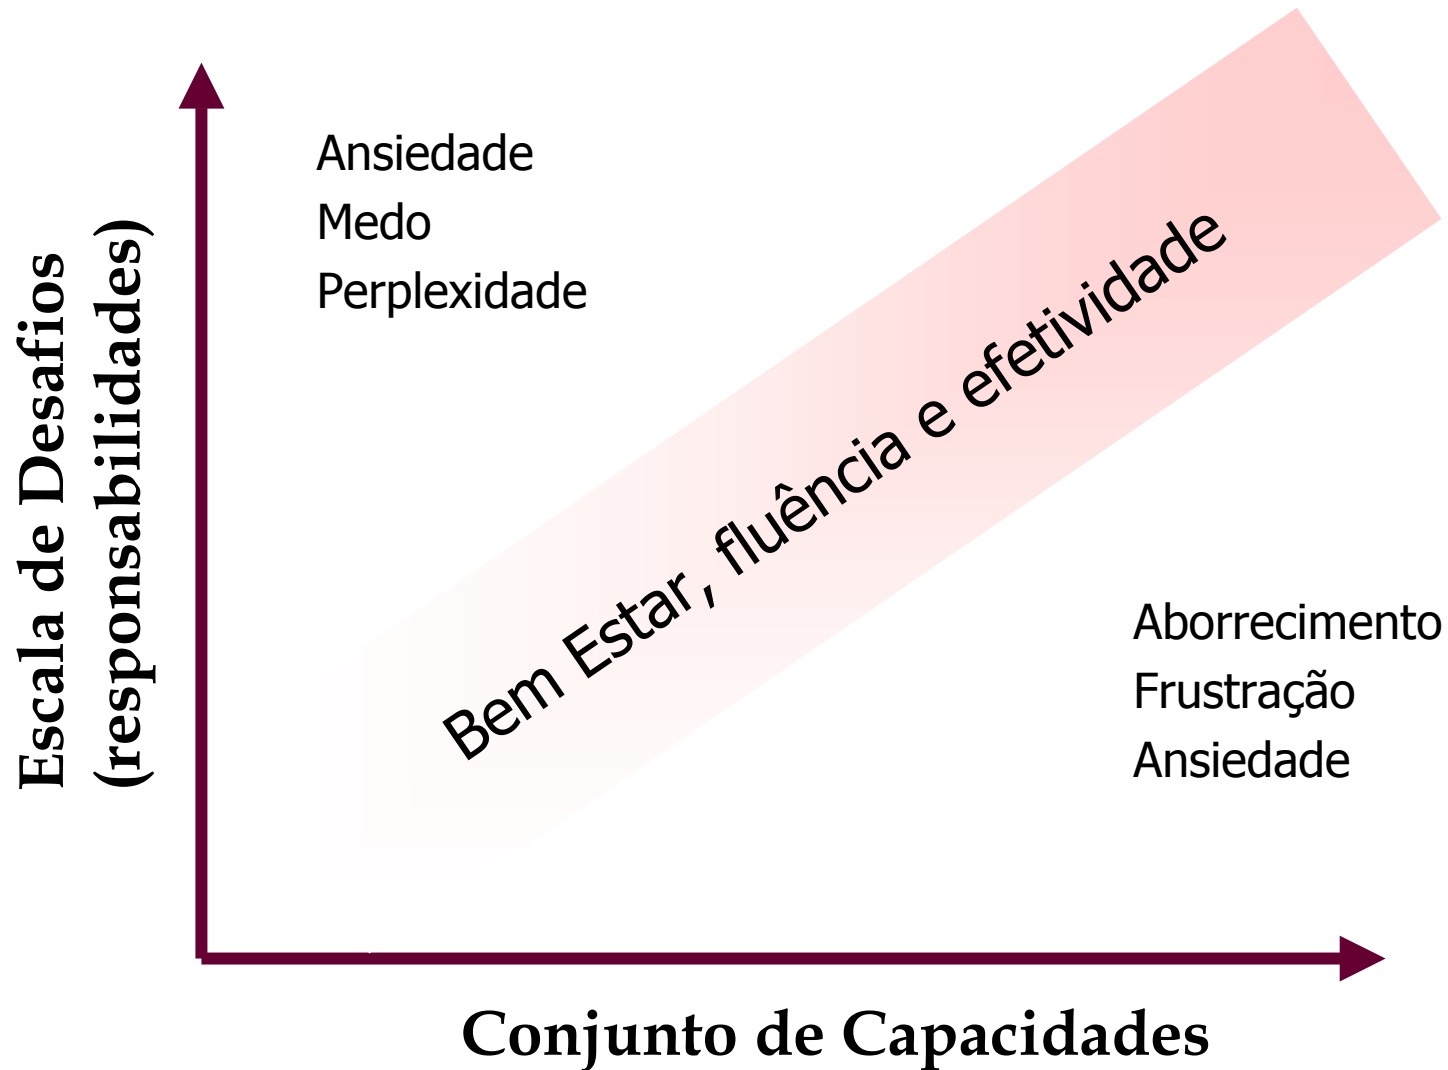 Escala de Desafios
(responsabilidades)
Ansiedade
Medo
Perplexidade
Bem Estar, fluência e efetividade
Aborrecimento
Frustração
Ansiedade
Conjunto de Capacidades